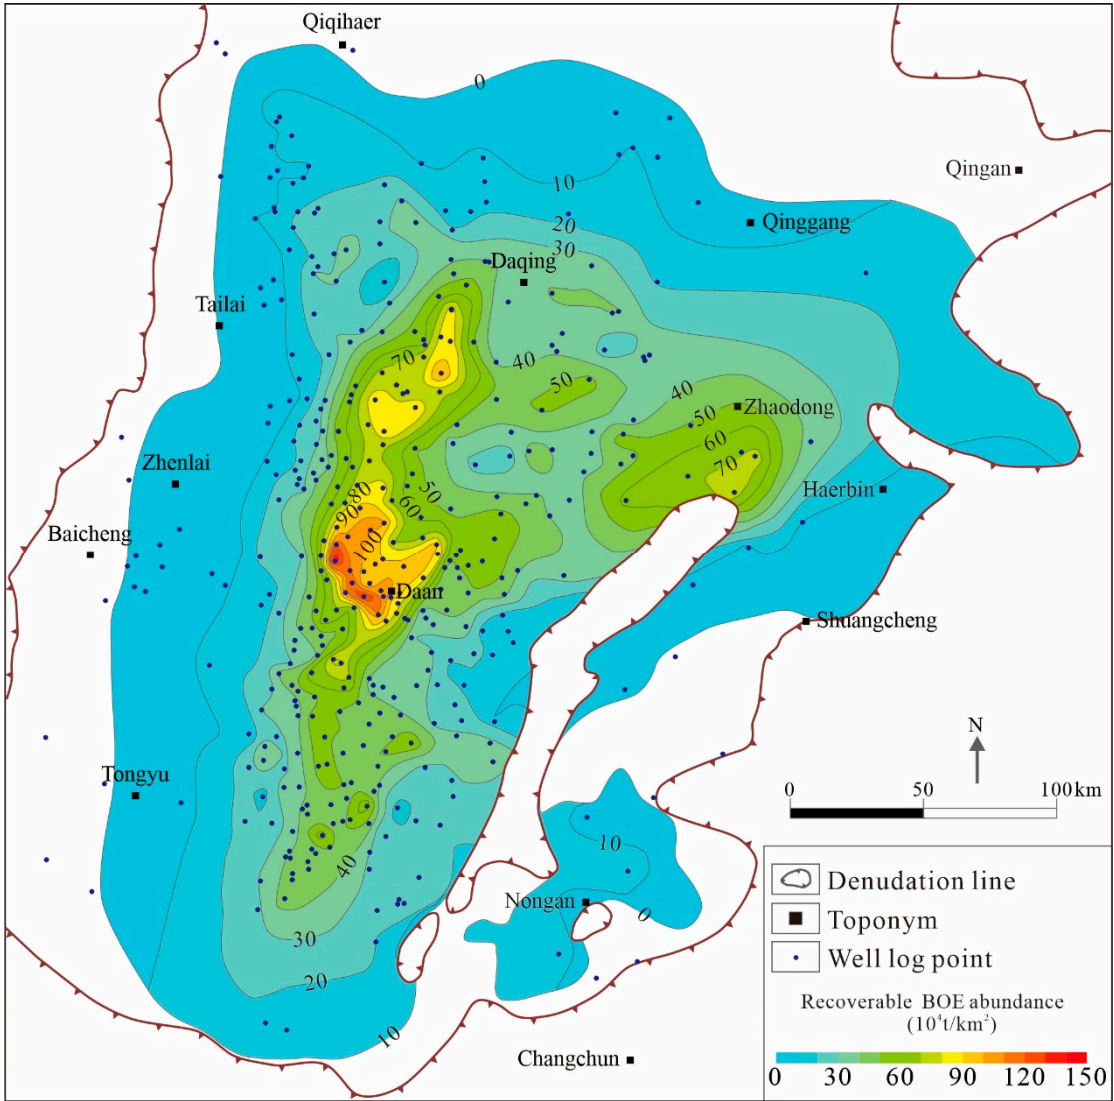 Qiqihaer
0
Qingan
10
20
Qinggang
30
Daqing
Tailai
70
40
50
40
50
Zhaodong
60
70
Zhenlai
80
50
Haerbin
90
60
Baicheng
100
Daan
Shuangcheng
N
Tongyu
0 50 100km
10
40
Nongan
0
30
20
10
Changchun
Denudation line
Toponym
Well log point
Recoverable BOE abundance
(10⁴t/km²)
0 30 60 90 120 150